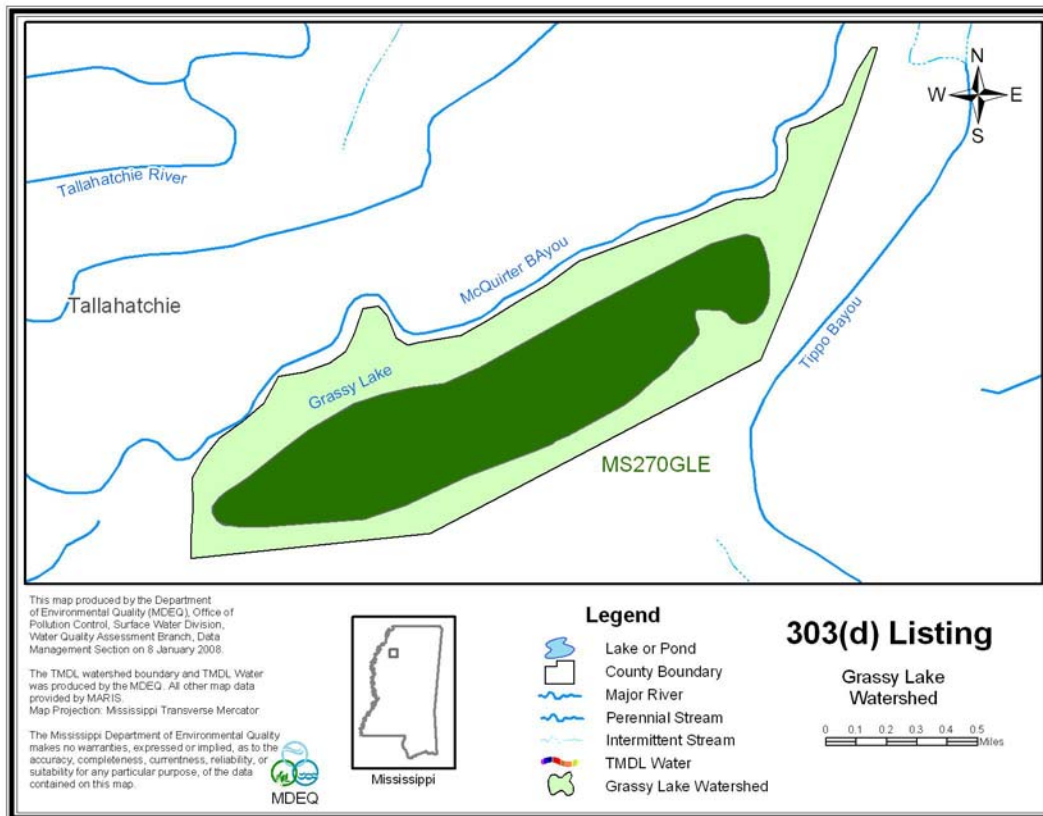 N
W E
S
Tallahatchie River
McQuirter BAyou
Tallahatchie
Tippo Bayou
Grassy Lake
MS270GLE
This map produced by the Department
of Environmental Quality (MDEQ), Office of
Pollution Control, Surface Water Division,
Water Quality Assessment Branch, Data
Management Section on 8 January 2008.
The TMDL watershed boundary and TMDL Water
was produced by the MDEQ. All other map data
provided by MARIS.
Map Projection: Mississippi Transverse Mercator
The Mississippi Department of Environmental Quality
makes no warranties, expressed or implied, as to the
accuracy, completeness, currentness, reliability, or
suitability for any particular purpose, of the data
contained on this map.
MDEQ
Mississippi
Legend
Lake or Pond
County Boundary
Major River
Perennial Stream
Intermittent Stream
TMDL Water
Grassy Lake Watershed
303(d) Listing
Grassy Lake
Watershed
0 0.1 0.2 0.3 0.4 0.5
Miles